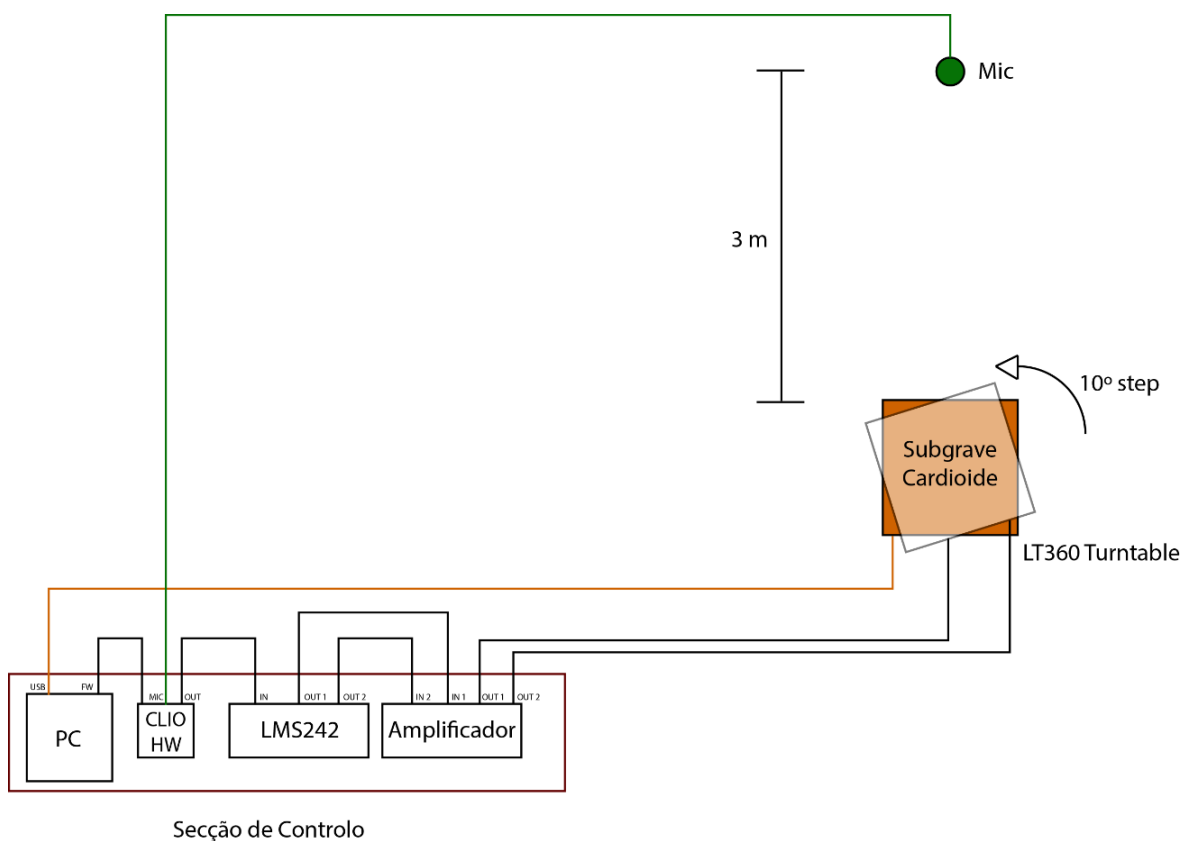 Mic
3 m
10º step
Subgrave
Cardioide
LT360 Turntable
USB
FW
MIC
OUT
IN
OUT 1
OUT 2
IN 2
IN 1
OUT 1
OUT 2
PC
CLIO
HW
LMS242
Amplificador
Secção de Controlo